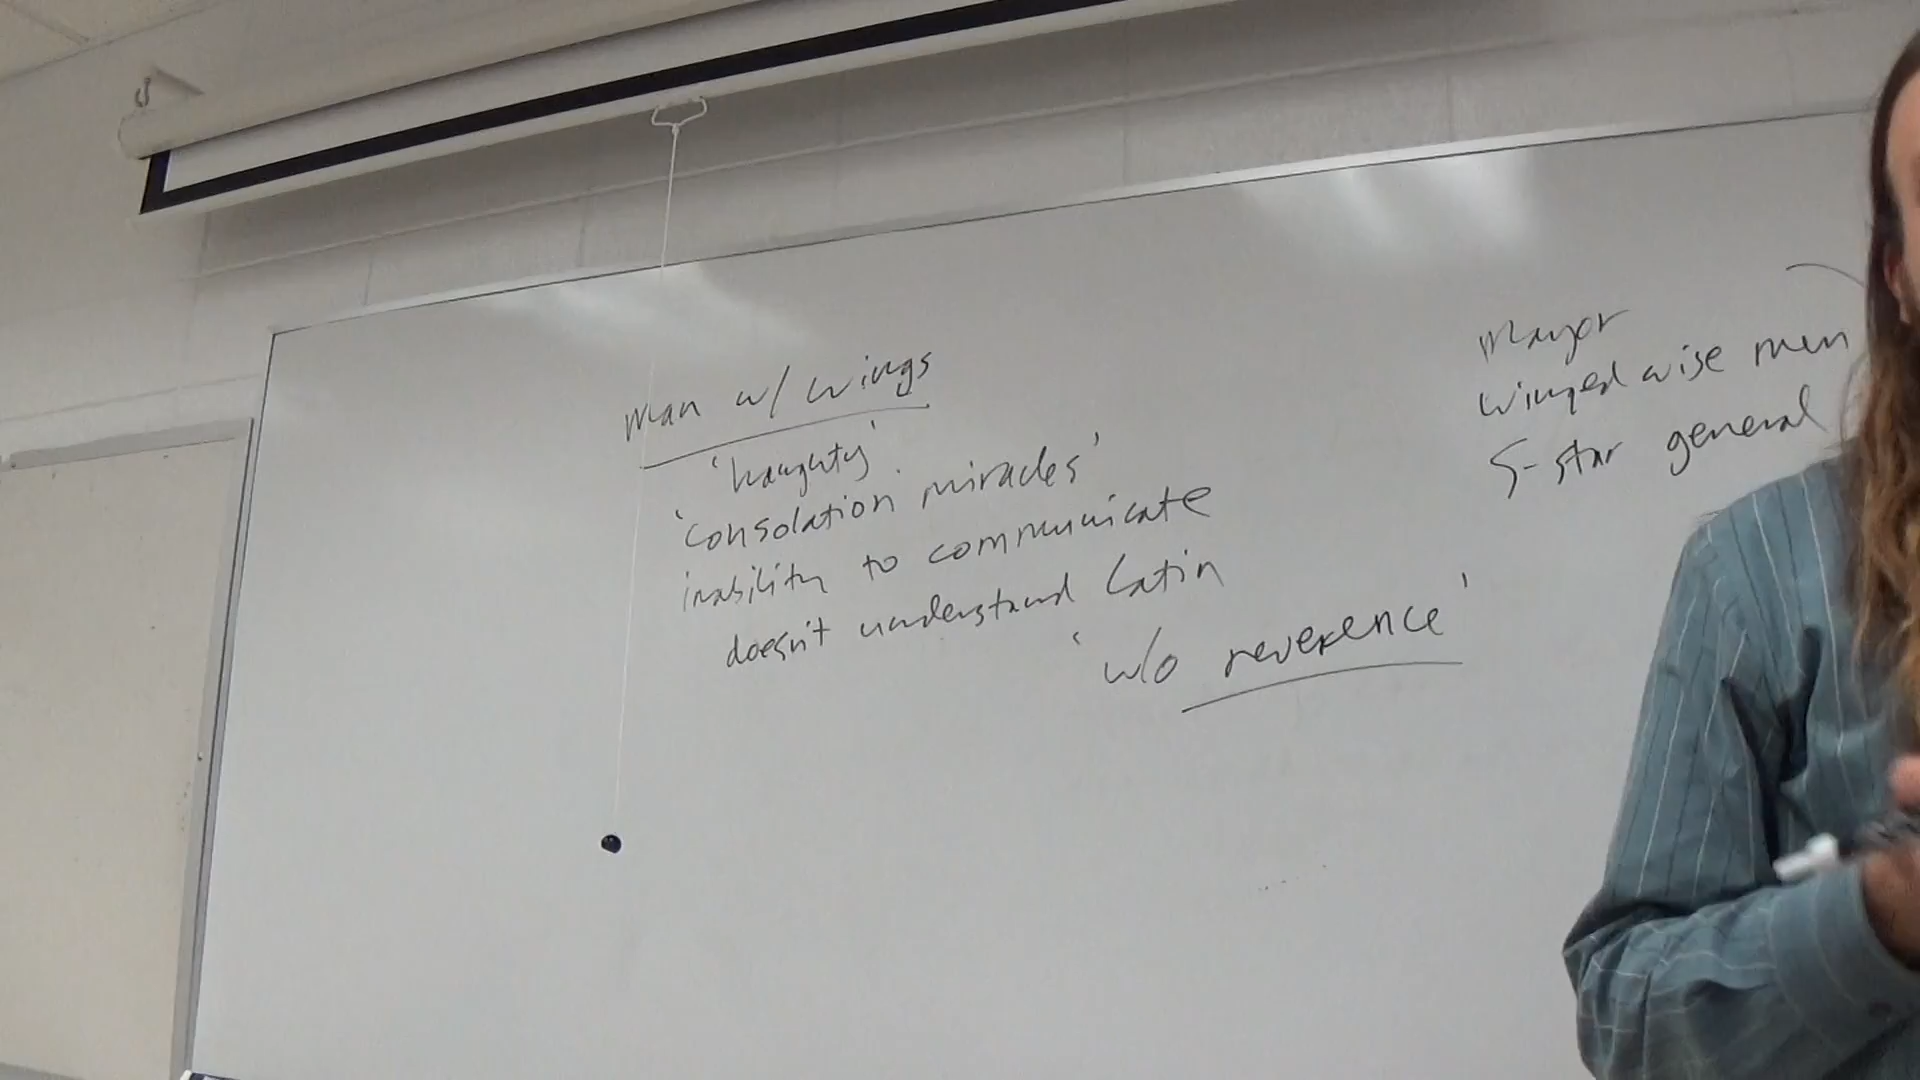 man w/ wings
'haughty'
'consolation miracles'
inability to communicate
doesn't understand Latin
'w/o reverence'
Mayor
winged wise men
5-star general